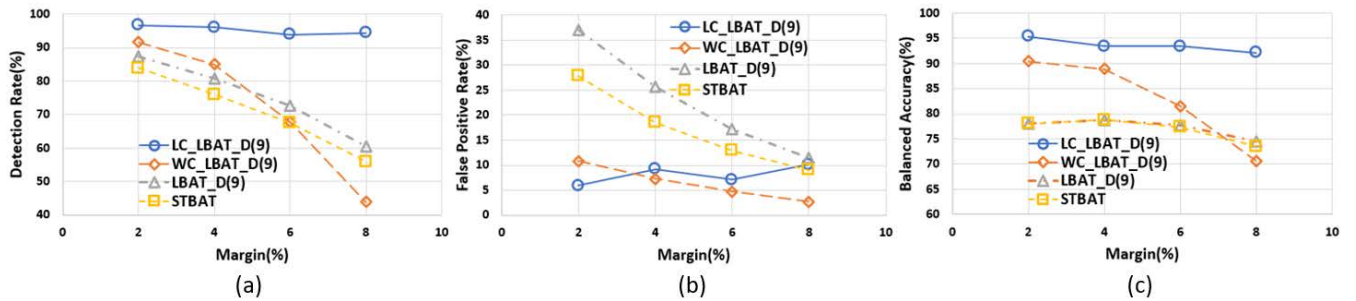 Detection Rate(%)
100
90
80
70
60
50
40
0
2
4
6
8
10
LC_LBAT_D(9)
WC_LBAT_D(9)
LBAT_D(9)
STBAT
Margin(%)
(a)
False Positive Rate(%)
40
35
30
25
20
15
10
5
0
0
2
4
6
8
10
LC_LBAT_D(9)
WC_LBAT_D(9)
LBAT_D(9)
STBAT
Margin(%)
(b)
Balanced Accuracy(%)
100
95
90
85
80
75
70
65
60
0
2
4
6
8
10
LC_LBAT_D(9)
WC_LBAT_D(9)
LBAT_D(9)
STBAT
Margin(%)
(c)